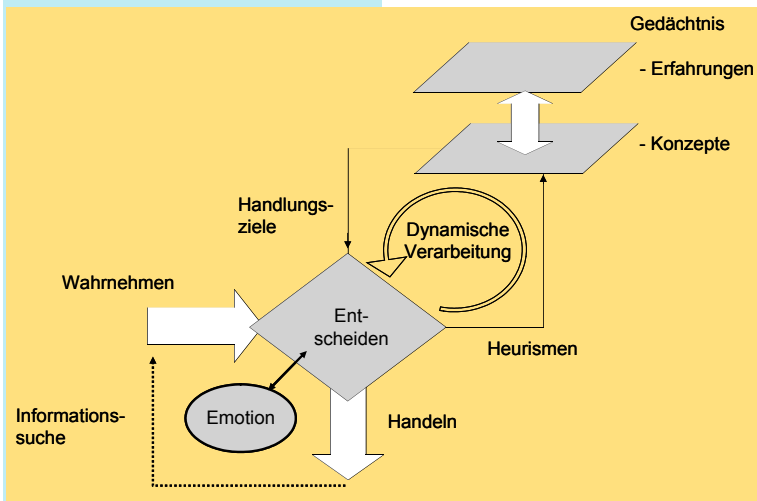 Gedächtnis
- Erfahrungen
- Konzepte
Handlungs-
ziele
Dynamische
Verarbeitung
Wahrnehmen
Ent-
scheiden
Heurismen
Informations-
suche
Emotion
Handeln